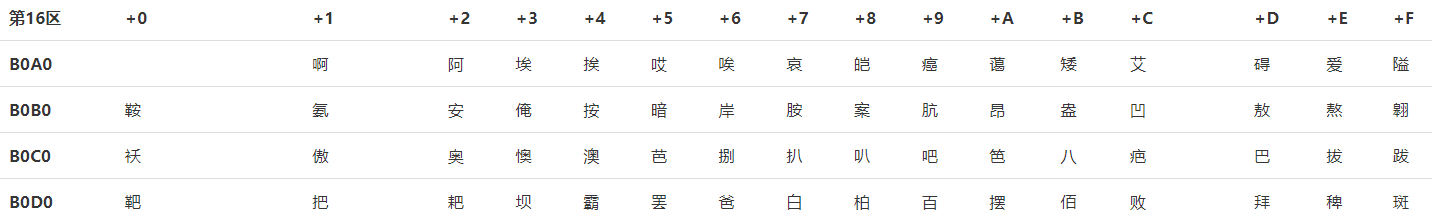 第16区 +0 +1 +2 +3 +4 +5 +6 +7 +8 +9 +A +B +C +D +E +F
B0A0 啊 阿 埃 挨 哎 唉 哀 皑 癌 蔼 矮 艾 碍 爱 隘
B0B0 鞍 氨 安 俺 按 暗 岸 胺 案 肮 昂 盎 凹 敖 熬 翱
B0C0 袄 傲 奥 懊 澳 芭 捌 扒 叭 吧 笆 八 疤 巴 拔 跋
B0D0 靶 把 耙 坝 霸 罢 爸 白 柏 百 摆 佰 败 拜 稗 斑